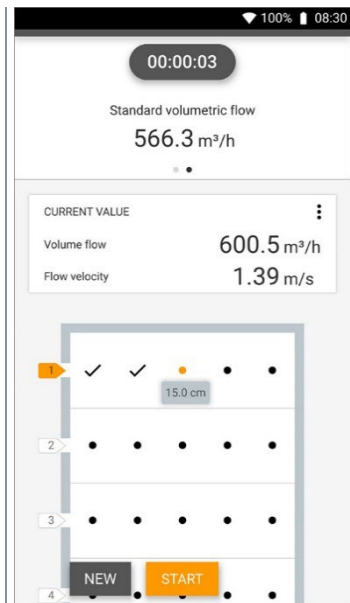 100% 08:30
00:00:03
Standard volumetric flow
566.3 m³/h
CURRENT VALUE
Volume flow 600.5 m³/h
Flow velocity 1.39 m/s
1
15.0 cm
2
3
NEW START
4